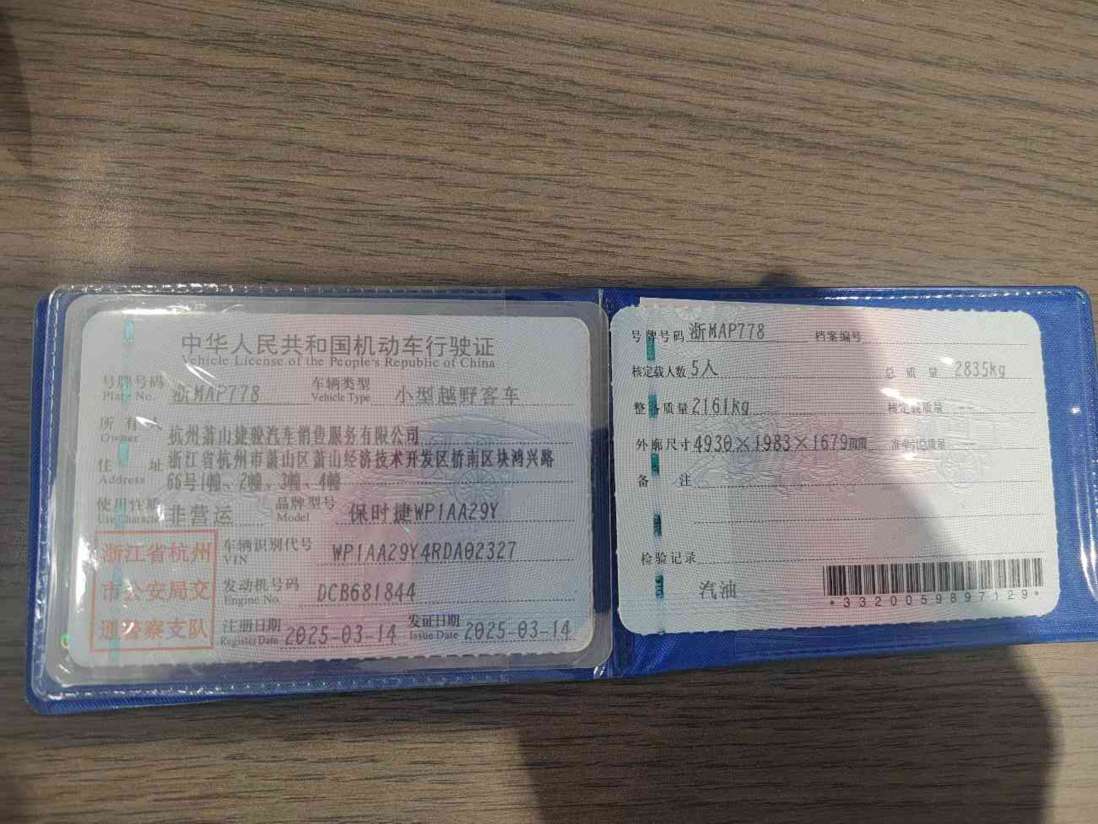 中华人民共和国机动车行驶证
Vehicle License of the People's Republic of China
号牌号码 浙MAP778 车辆类型 小型越野客车
Plate No. Vehicle Type
所有人 杭州萧山捷骏汽车销售服务有限公司
Owner
住址 浙江省杭州市萧山区萧山经济技术开发区桥南区块鸿兴路
Address 66号1幢、2幢、3幢、4幢
使用性质 非营运 品牌型号 保时捷WP1AA29Y
Use Character Model
浙江省杭州
市公安局交
通警察支队
车辆识别代号 WP1AA29Y4RDA02327
VIN
发动机号码 DCB681844
Engine No.
注册日期 2025-03-14 发证日期 2025-03-14
Register Date Issue Date
号牌号码 浙MAP778 档案编号
核定载人数 5人 总质量 2835kg
整备质量 2161kg 核定载质量 --
外廓尺寸 4930×1983×1679mm 准牵引总质量 --
备注
检验记录
汽油
*3320059897129*